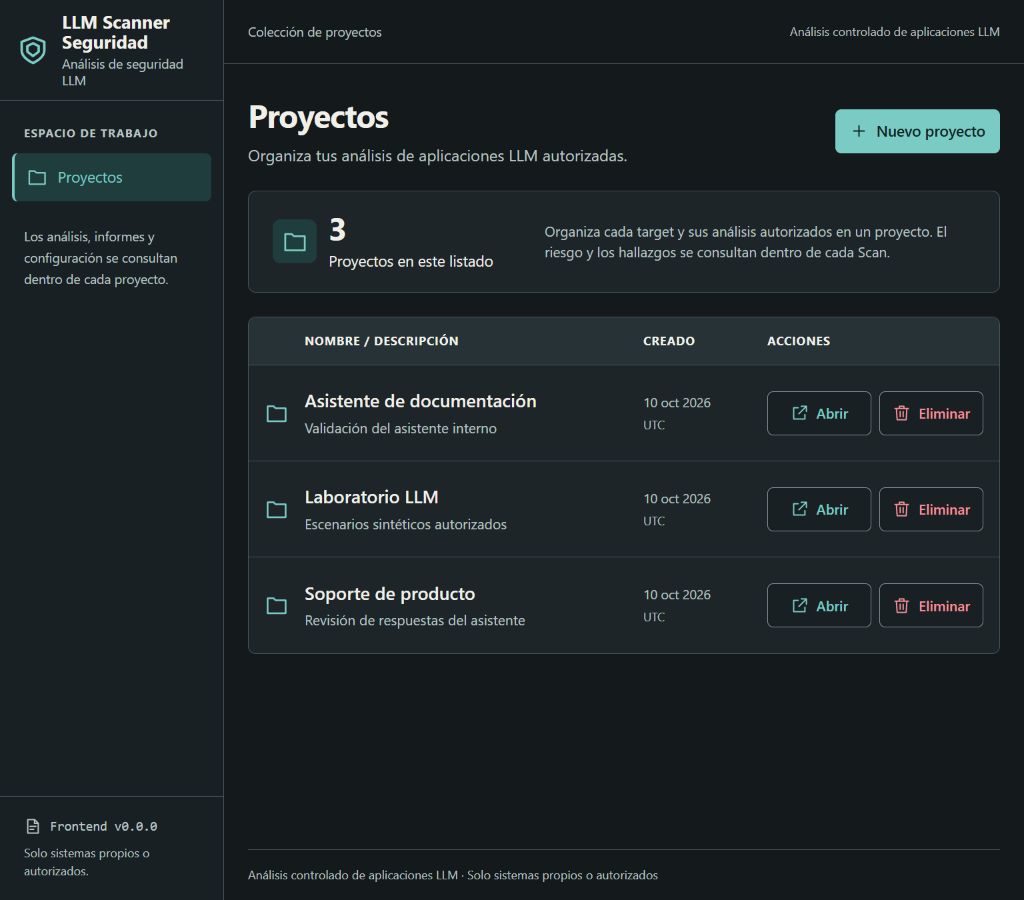 LLM Scanner
Seguridad
Análisis de seguridad
LLM
ESPACIO DE TRABAJO
Proyectos
Los análisis, informes y
configuración se consultan
dentro de cada proyecto.
Frontend v0.0.0
Solo sistemas propios o
autorizados.
Colección de proyectos
Análisis controlado de aplicaciones LLM
Proyectos
Organiza tus análisis de aplicaciones LLM autorizadas.
Nuevo proyecto
3
Proyectos en este listado
Organiza cada target y sus análisis autorizados en un proyecto. El
riesgo y los hallazgos se consultan dentro de cada Scan.
NOMBRE / DESCRIPCIÓN CREADO ACCIONES
Asistente de documentación
Validación del asistente interno
10 oct 2026
UTC
Abrir Eliminar
Laboratorio LLM
Escenarios sintéticos autorizados
10 oct 2026
UTC
Abrir Eliminar
Soporte de producto
Revisión de respuestas del asistente
10 oct 2026
UTC
Abrir Eliminar
Análisis controlado de aplicaciones LLM · Solo sistemas propios o autorizados